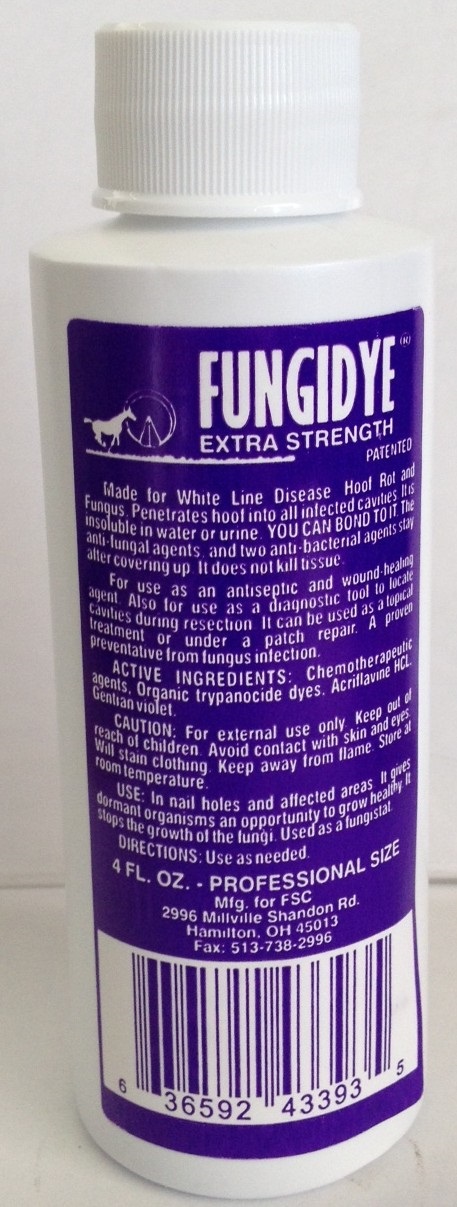 FUNGIDYE®
EXTRA STRENGTH
PATENTED
Made for White Line Disease Hoof Rot and
Fungus. Penetrates hoof into all infected cavities. It is
insoluble in water or urine. YOU CAN BOND TO IT. The
anti-fungal agents, and two anti-bacterial agents stay
after covering up. It does not kill tissue.
For use as an antiseptic and wound-healing
agent. Also for use as a diagnostic tool to locate
cavities during resection. It can be used as a topical
treatment or under a patch repair. A proven
preventative from fungus infection.
ACTIVE INGREDIENTS: Chemotherapeutic
agents, Organic trypanocide dyes. Acriflavine HCL.
Gentian violet.
CAUTION: For external use only. Keep out of
reach of children. Avoid contact with skin and eyes.
Will stain clothing. Keep away from flame. Store at
room temperature.
USE: In nail holes and affected areas. It gives
dormant organisms an opportunity to grow healthy. It
stops the growth of the fungi. Used as a fungistat.
DIRECTIONS: Use as needed.
4 FL. OZ. - PROFESSIONAL SIZE
Mfg. for FSC
2996 Millville Shandon Rd.
Hamilton, OH 45013
Fax: 513-738-2996
6 36592 43393 5